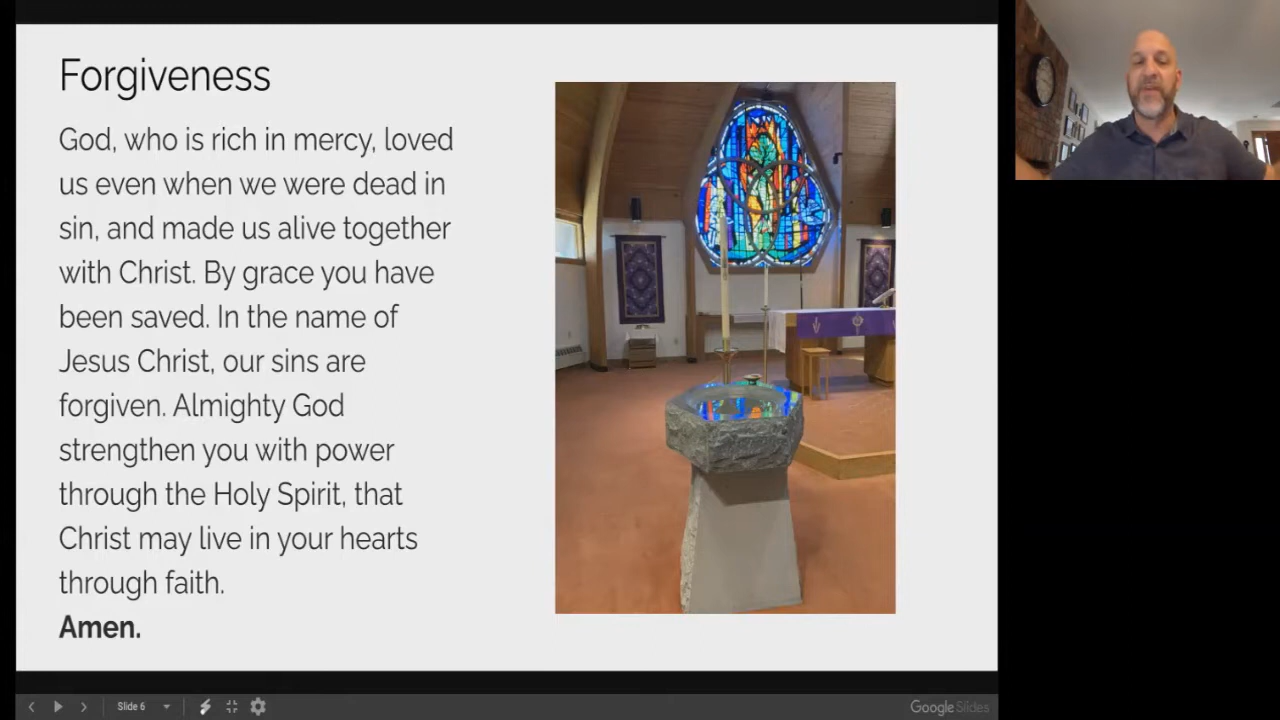 Forgiveness
God, who is rich in mercy, loved
us even when we were dead in
sin, and made us alive together
with Christ. By grace you have
been saved. In the name of
Jesus Christ, our sins are
forgiven. Almighty God
strengthen you with power
through the Holy Spirit, that
Christ may live in your hearts
through faith.
Amen.
Slide 6
Google Slides